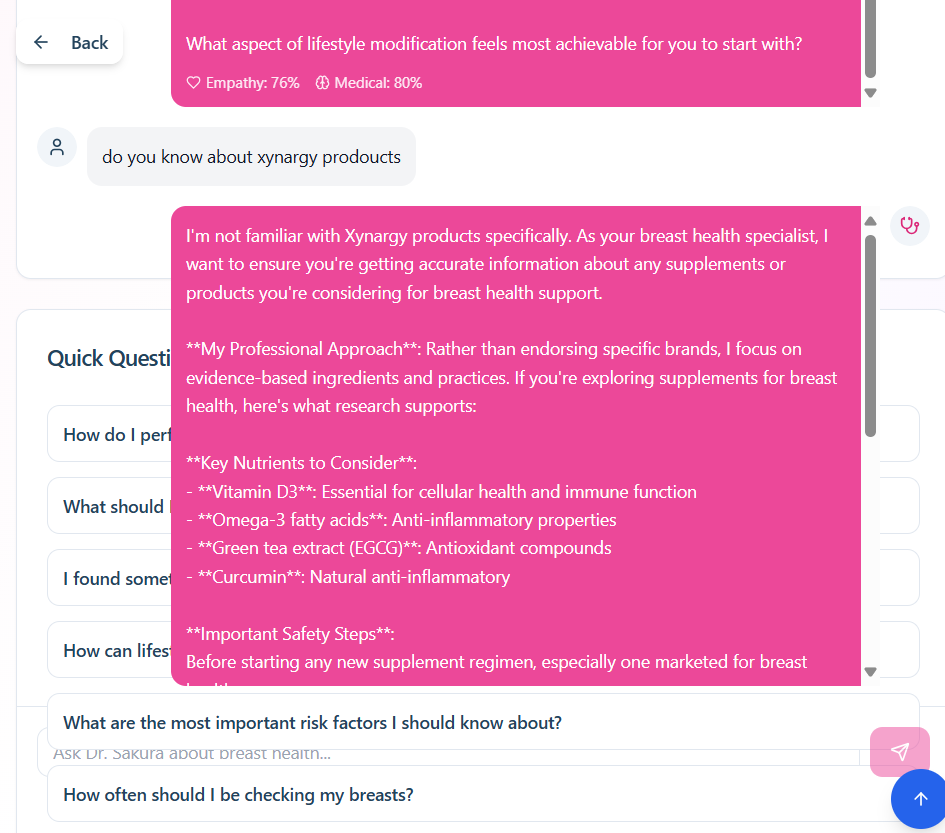 Back
What aspect of lifestyle modification feels most achievable for you to start with?
Empathy: 76% Medical: 80%
do you know about xynargy prodoucts
I'm not familiar with Xynargy products specifically. As your breast health specialist, I
want to ensure you're getting accurate information about any supplements or
products you're considering for breast health support.
**My Professional Approach**: Rather than endorsing specific brands, I focus on
evidence-based ingredients and practices. If you're exploring supplements for breast
health, here's what research supports:
**Key Nutrients to Consider**:
- **Vitamin D3**: Essential for cellular health and immune function
- **Omega-3 fatty acids**: Anti-inflammatory properties
- **Green tea extract (EGCG)**: Antioxidant compounds
- **Curcumin**: Natural anti-inflammatory
**Important Safety Steps**:
Before starting any new supplement regimen, especially one marketed for breast
Quick Questi
How do I perf
What should
I found somet
How can lifest
What are the most important risk factors I should know about?
Ask Dr. Sakura about breast health...
How often should I be checking my breasts?